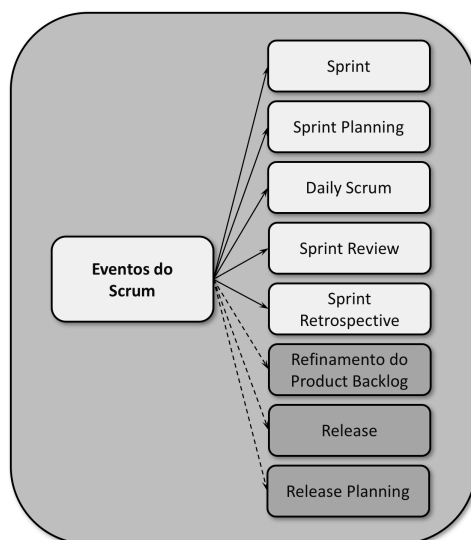 Sprint
Sprint Planning
Daily Scrum
Eventos do
Scrum
Sprint Review
Sprint
Retrospective
Refinamento do
Product Backlog
Release
Release Planning